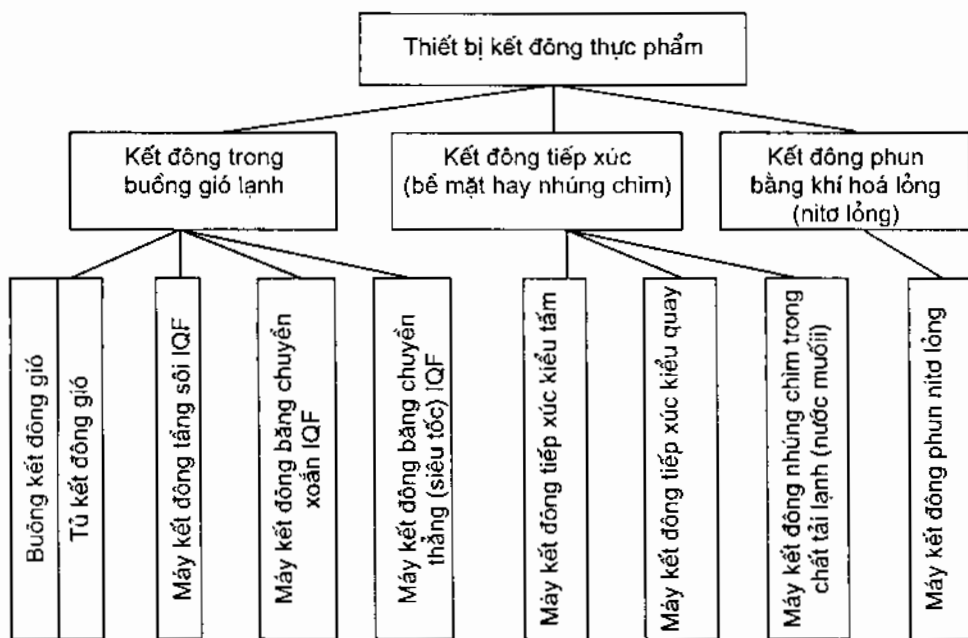 Thiết bị kết đông thực phẩm
Kết đông trong
buồng gió lạnh
Kết đông tiếp xúc
(bể mặt hay nhúng chìm)
Kết đông phun
bằng khí hoá lỏng
(nitơ lỏng)
Buồng kết đông gió
Tủ kết đông gió
Máy kết đông tầng sôi IQF
Máy kết đông băng chuyền
xoắn IQF
Máy kết đông băng chuyền
thẳng (siêu tốc) IQF
Máy kết đông tiếp xúc kiểu tấm
Máy kết đông tiếp xúc kiểu quay
Máy kết đông nhúng chìm trong
chất tải lạnh (nước muốii)
Máy kết đông phun nitơ lỏng